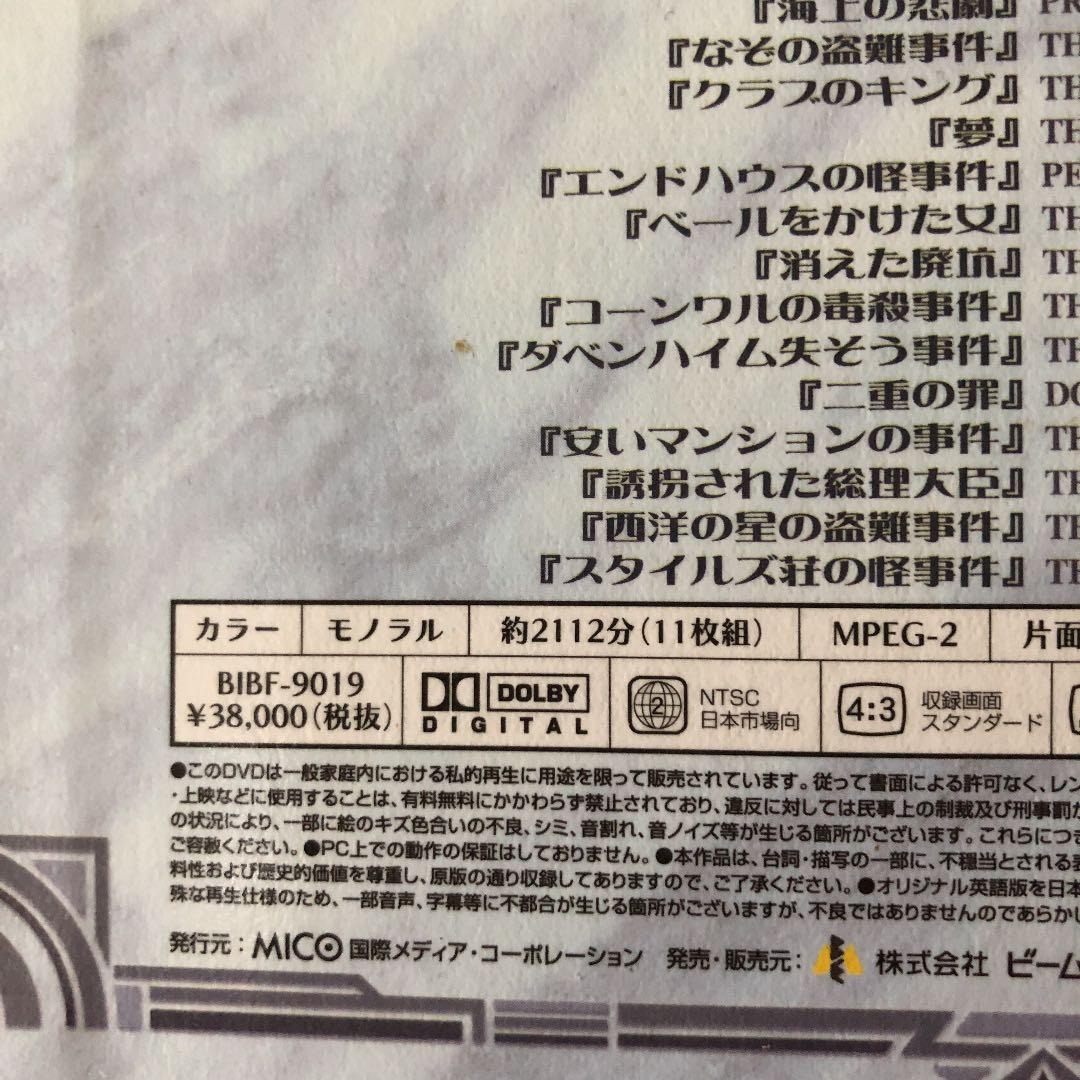 『海上の悲劇』 PR
『なぞの盗難事件』 TH
『クラブのキング』 TH
『夢』 TH
『エンドハウスの怪事件』 PE
『ベールをかけた女』 TH
『消えた廃坑』 TH
『コーンワルの毒殺事件』 TH
『ダベンハイム失そう事件』 TH
『二重の罪』 DO
『安いマンションの事件』 TH
『誘拐された総理大臣』 TH
『西洋の星の盗難事件』 TH
『スタイルズ荘の怪事件』 TH
カラー モノラル 約2112分(11枚組) MPEG-2 片面
BIBF-9019
¥38,000(税抜)
DOLBY
DIGITAL
2
NTSC
日本市場向
4:3
収録画面
スタンダード
●このDVDは一般家庭内における私的再生に用途を限って販売されています。従って書面による許可なく、レン
・上映などに使用することは、有料無料にかかわらず禁止されており、違反に対しては民事上の制裁及び刑事罰が
の状況により、一部に絵のキズ色合いの不良、シミ、音割れ、音ノイズ等が生じる箇所がございます。これらにつき
ご容赦ください。●PC上での動作の保証はしておりません。●本作品は、台詞・描写の一部に、不穏当とされる表
料性および歴史的価値を尊重し、原版の通り収録してありますので、ご了承ください。●オリジナル英語版を日本
殊な再生仕様のため、一部音声、字幕等に不都合が生じる箇所がございますが、不良ではありませんのであらかじ
発行元：MICO 国際メディア・コーポレーション 発売・販売元： 株式会社 ビーム